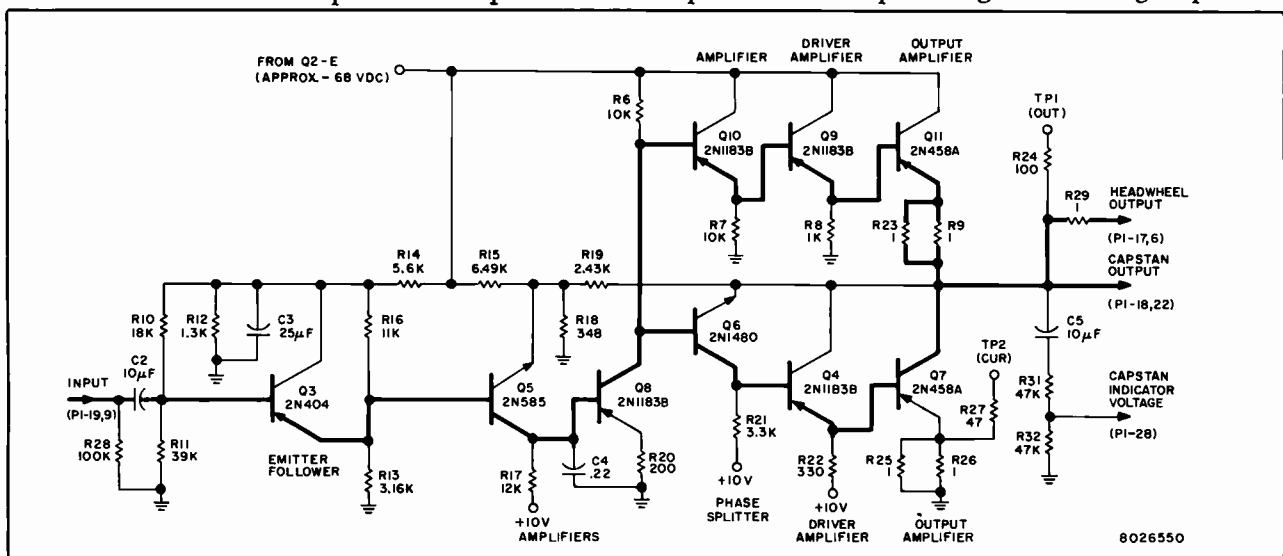 FROM Q2-E
(APPROX. - 68 VDC)
AMPLIFIER
DRIVER
AMPLIFIER
OUTPUT
AMPLIFIER
R6
10K
Q10
2N1183B
Q9
2N1183B
Q11
2N458A
TP1
(OUT)
R24
100
R29
1
HEADWHEEL
OUTPUT
(P1-17,6)
R7
10K
R8
1K
R23
1
R9
1
CAPSTAN
OUTPUT
(P1-18,22)
R14
5.6K
R15
6.49K
R19
2.43K
R10
18K
R12
1.3K
C3
25μF
R16
11K
R18
348
Q6
2N1480
C5
10μF
C2
10μF
INPUT
(P1-19,9)
Q3
2N404
Q5
2N585
Q8
2N1183B
Q4
2N1183B
Q7
2N458A
TP2
(CUR)
R27
47
R31
47K
CAPSTAN
INDICATOR
VOLTAGE
(P1-28)
R28
100K
R11
39K
EMITTER
FOLLOWER
R13
3.16K
R17
12K
C4
.22
R20
200
R21
3.3K
R22
330
R25
1
R26
1
R32
47K
+10V
AMPLIFIERS
+10V
PHASE
SPLITTER
+10V
DRIVER
AMPLIFIER
OUTPUT
AMPLIFIER
8026550